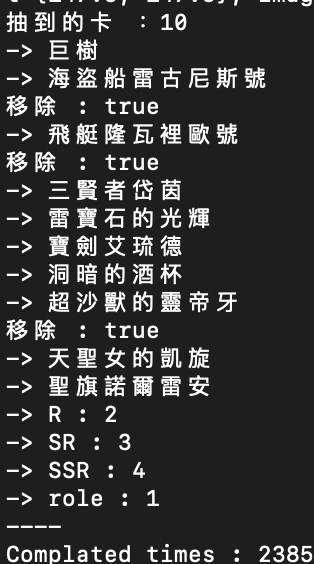 抽到的卡 : 10
-> 巨樹
-> 海盜船雷古尼斯號
移除 : true
-> 飛艇隆瓦裡歐號
移除 : true
-> 三賢者岱茵
-> 雷寶石的光輝
-> 寶劍艾琉德
-> 洞暗的酒杯
-> 超沙獸的靈帝牙
移除 : true
-> 天聖女的凱旋
-> 聖旗諾爾雷安
-> R : 2
-> SR : 3
-> SSR : 4
-> role : 1
----
Complated times : 2385